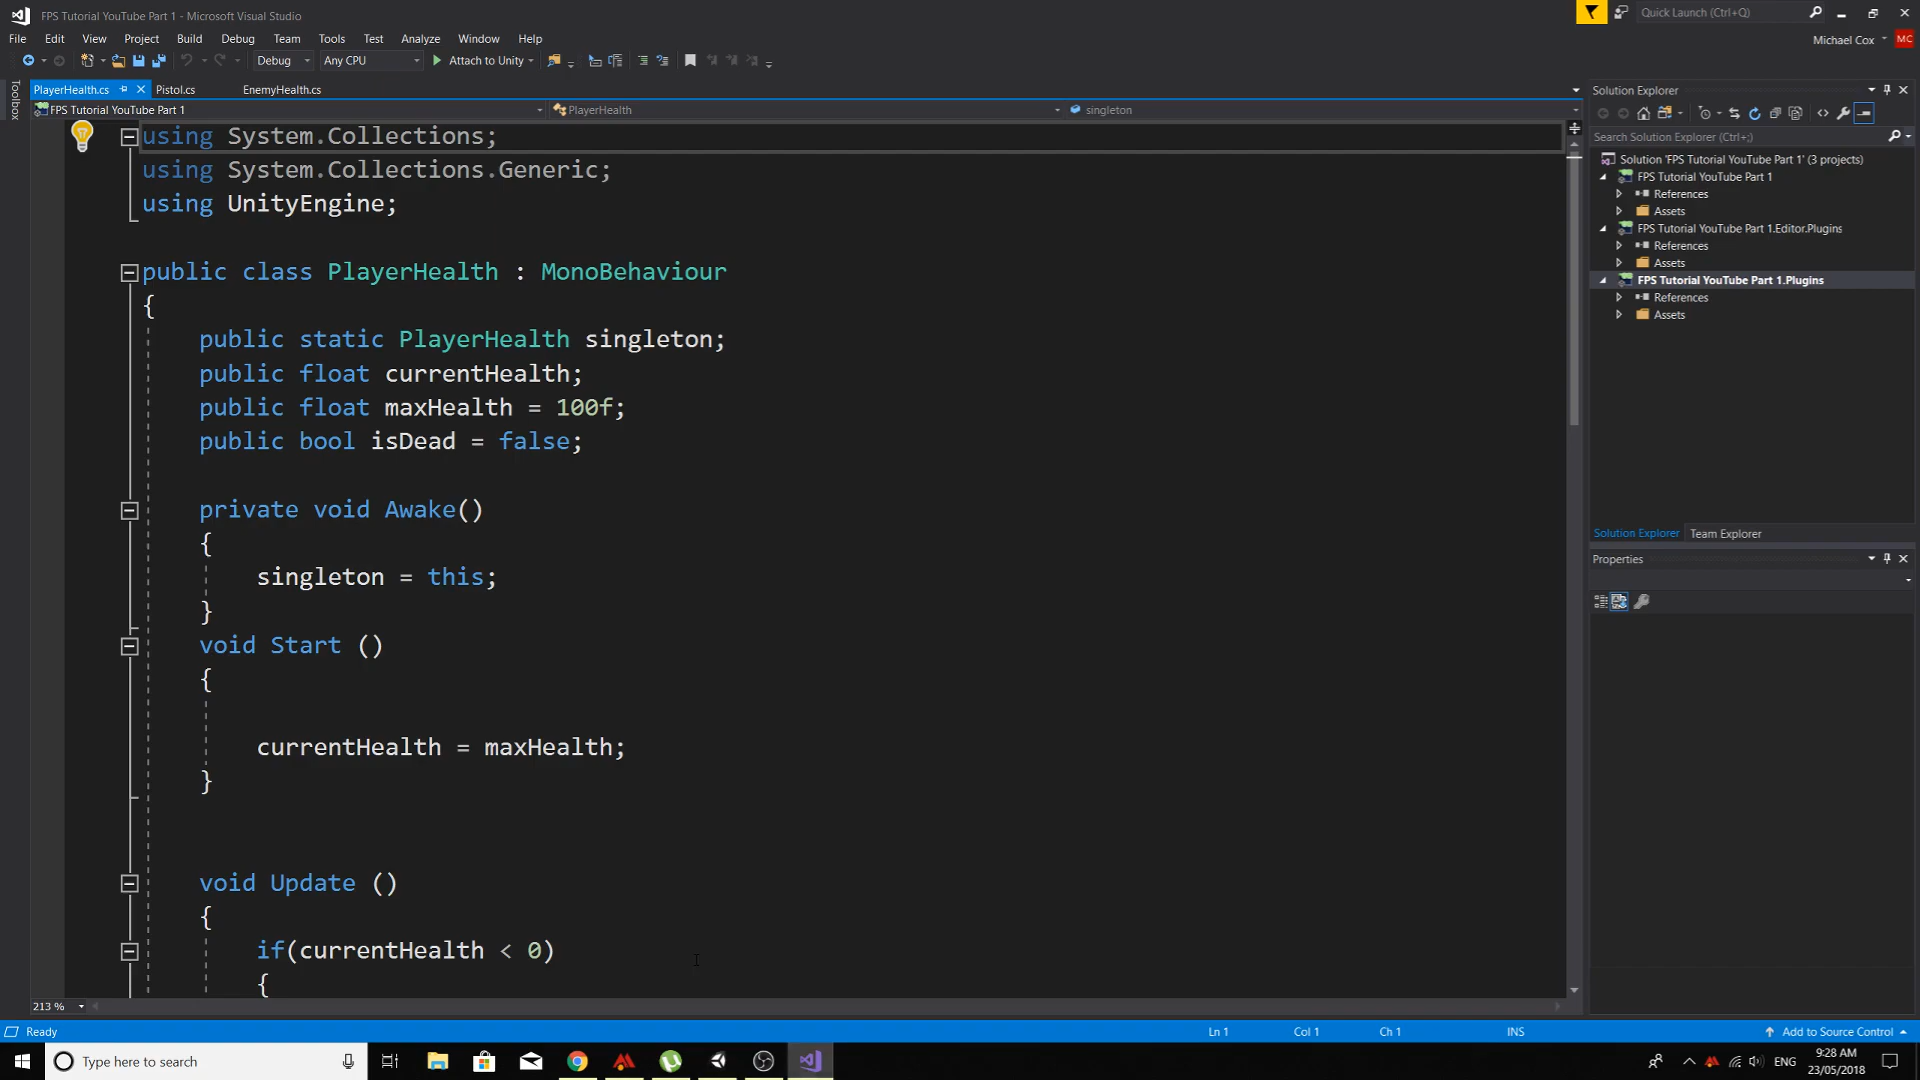 FPS Tutorial YouTube Part 1 - Microsoft Visual Studio
Quick Launch (Ctrl+Q)
File Edit View Project Build Debug Team Tools Test Analyze Window Help
Michael Cox MC
Debug Any CPU Attach to Unity
Toolbox
PlayerHealth.cs Pistol.cs EnemyHealth.cs
FPS Tutorial YouTube Part 1 PlayerHealth singleton
using System.Collections;
using System.Collections.Generic;
using UnityEngine;
public class PlayerHealth : MonoBehaviour
{
public static PlayerHealth singleton;
public float currentHealth;
public float maxHealth = 100f;
public bool isDead = false;
private void Awake()
{
singleton = this;
}
void Start ()
{
currentHealth = maxHealth;
}
void Update ()
{
if(currentHealth < 0)
{
213 %
Solution Explorer
Search Solution Explorer (Ctrl+;)
Solution 'FPS Tutorial YouTube Part 1' (3 projects)
FPS Tutorial YouTube Part 1
References
Assets
FPS Tutorial YouTube Part 1.Editor.Plugins
References
Assets
FPS Tutorial YouTube Part 1.Plugins
References
Assets
Solution Explorer Team Explorer
Properties
Ready Ln 1 Col 1 Ch 1 INS Add to Source Control
Type here to search
ENG
9:28 AM
23/05/2018